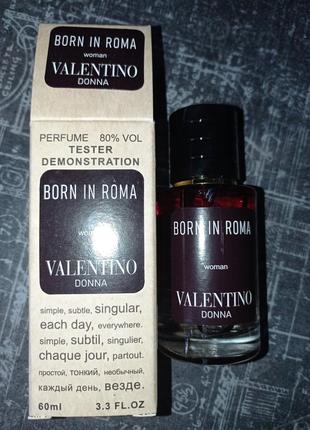 BORN IN ROMA
woman
VALENTINO
DONNA
PERFUME 80% VOL
TESTER
DEMONSTRATION
BORN IN ROMA
woman
VALENTINO
DONNA
simple, subtle, singular,
each day, everywhere.
simple, subtil, singulier,
chaque jour, partout.
простой, тонкий, необычный,
каждый день, везде.
60ml 3.3 FL.OZ
BORN IN ROMA
woman
VALENTINO
DONNA